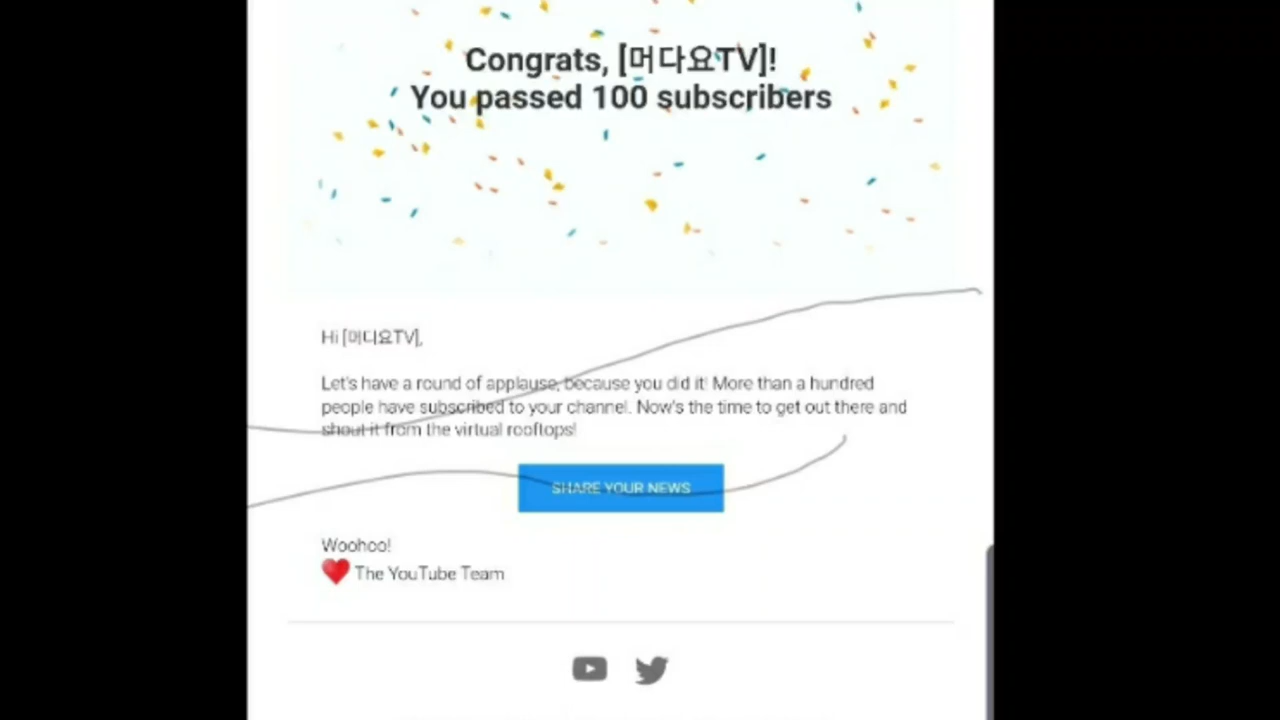 Congrats, [머다요TV]!
You passed 100 subscribers
Hi [머다요TV],
Let's have a round of applause, because you did it! More than a hundred
people have subscribed to your channel. Now's the time to get out there and
shout it from the virtual rooftops!
SHARE YOUR NEWS
Woohoo!
The YouTube Team